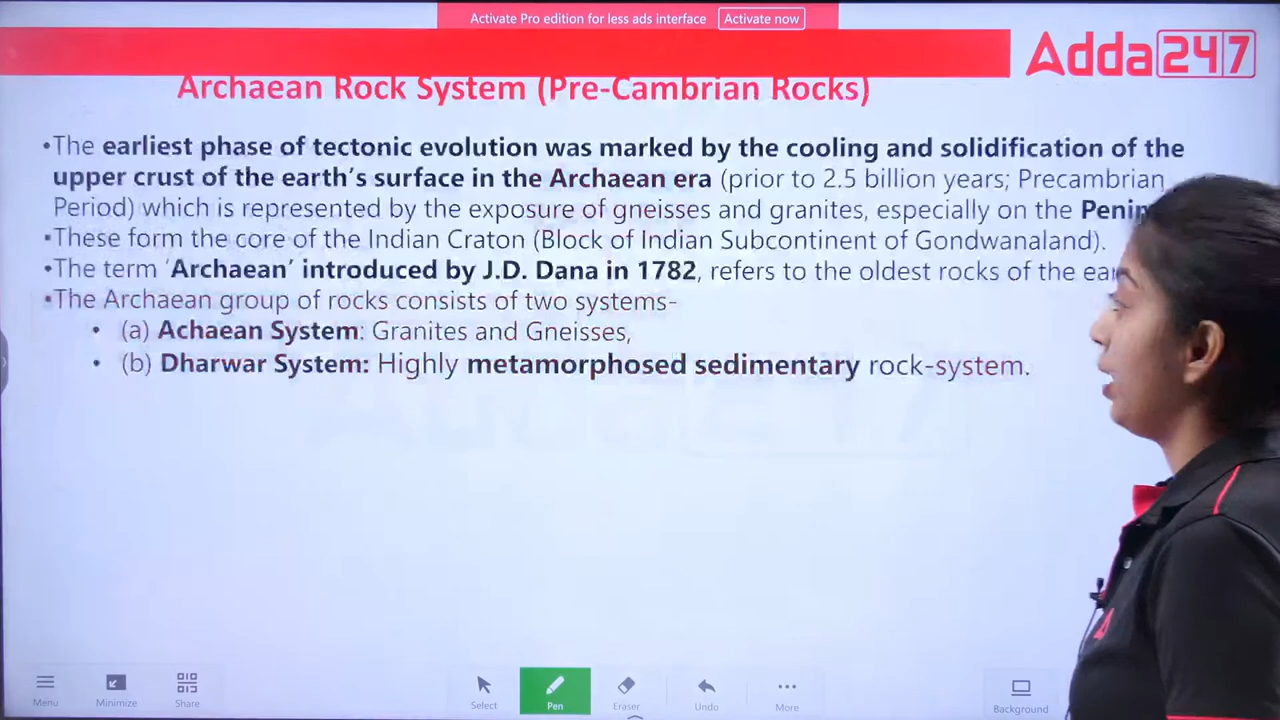 Activate Pro edition for less ads interface Activate now
Adda247
Archaean Rock System (Pre-Cambrian Rocks)
•The earliest phase of tectonic evolution was marked by the cooling and solidification of the
upper crust of the earth's surface in the Archaean era (prior to 2.5 billion years; Precambrian
Period) which is represented by the exposure of gneisses and granites, especially on the
▪These form the core of the Indian Craton (Block of Indian Subcontinent of Gondwanaland).
•The term 'Archaean' introduced by J.D. Dana in 1782, refers to the oldest rocks of the
▪The Archaean group of rocks consists of two systems-
• (a) Achaean System: Granites and Gneisses,
• (b) Dharwar System: Highly metamorphosed sedimentary rock-system.
Menu Minimize Share Select Pen Eraser Undo More Background